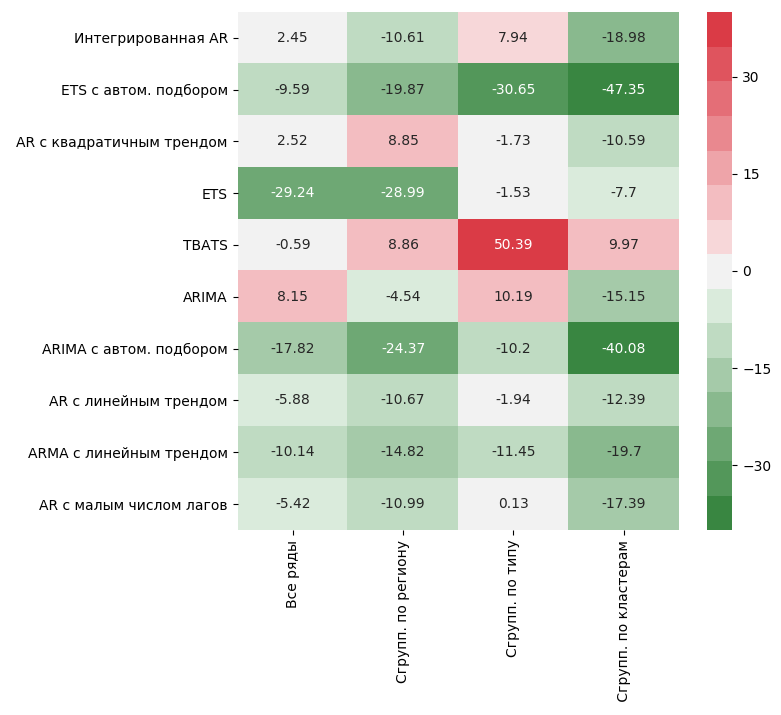 Интегрированная AR 2.45 -10.61 7.94 -18.98
ETS с автом. подбором -9.59 -19.87 -30.65 -47.35
AR с квадратичным трендом 2.52 8.85 -1.73 -10.59
ETS -29.24 -28.99 -1.53 -7.7
TBATS -0.59 8.86 50.39 9.97
ARIMA 8.15 -4.54 10.19 -15.15
ARIMA с автом. подбором -17.82 -24.37 -10.2 -40.08
AR с линейным трендом -5.88 -10.67 -1.94 -12.39
ARMA с линейным трендом -10.14 -14.82 -11.45 -19.7
AR с малым числом лагов -5.42 -10.99 0.13 -17.39
Все ряды
Сгрупп. по региону
Сгрупп. по типу
Сгрупп. по кластерам
30
15
0
−15
−30